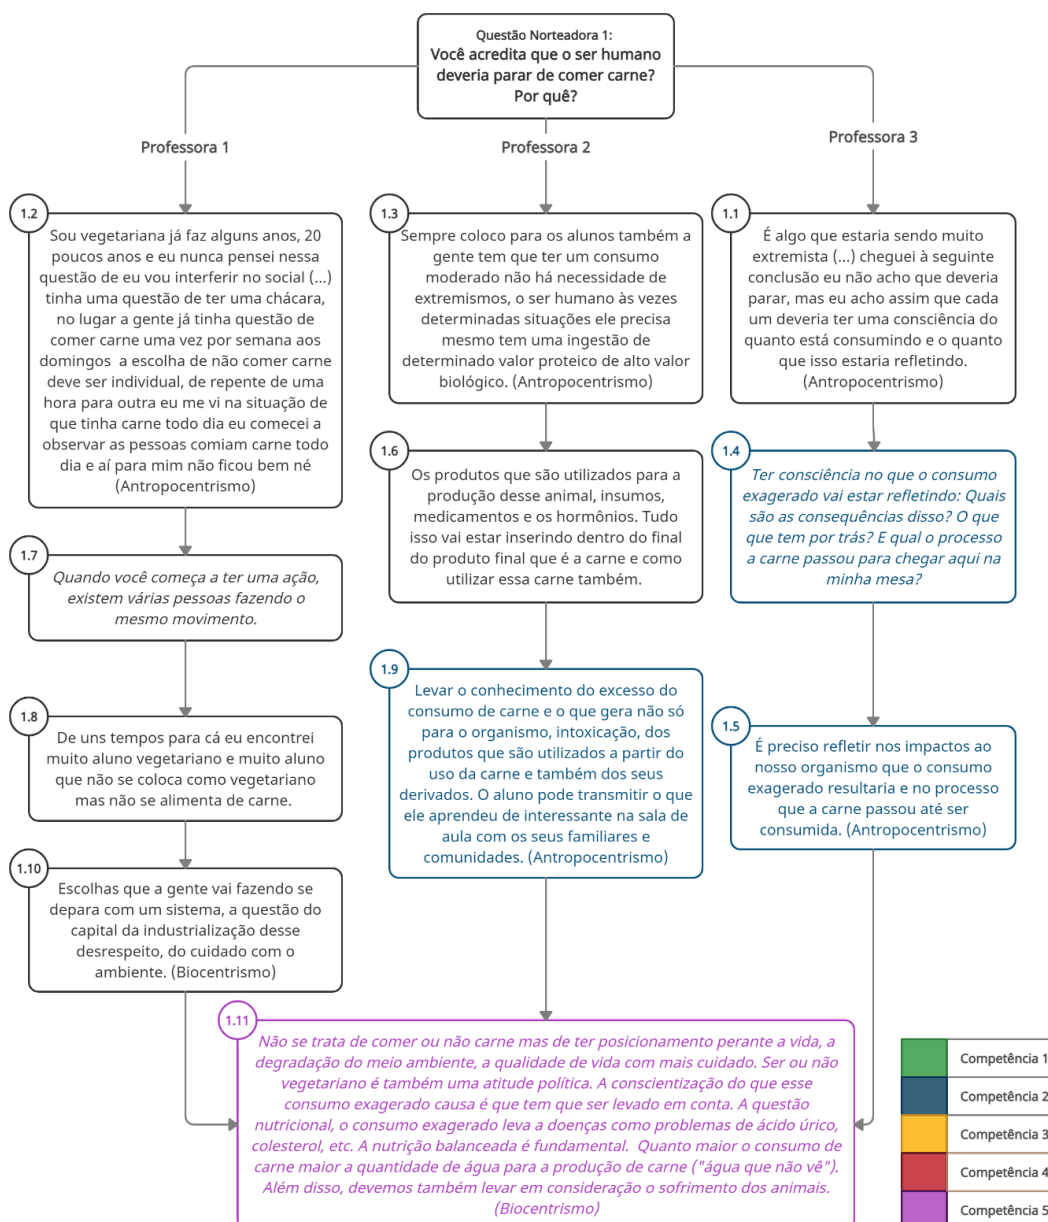 Questão Norteadora 1:
Você acredita que o ser humano
deveria parar de comer carne?
Por quê?
Professora 1
Professora 2
Professora 3
1.2
Sou vegetariana já faz alguns anos, 20
poucos anos e eu nunca pensei nessa
questão de eu vou interferir no social (...)
tinha uma questão de ter uma chácara,
no lugar a gente já tinha questão de
comer carne uma vez por semana aos
domingos a escolha de não comer carne
deve ser individual, de repente de uma
hora para outra eu me vi na situação de
que tinha carne todo dia eu comecei a
observar as pessoas comiam carne todo
dia e aí para mim não ficou bem né
(Antropocentrismo)
1.3
Sempre coloco para os alunos também a
gente tem que ter um consumo
moderado não há necessidade de
extremismos, o ser humano às vezes
determinadas situações ele precisa
mesmo tem uma ingestão de
determinado valor proteico de alto valor
biológico. (Antropocentrismo)
1.1
É algo que estaria sendo muito
extremista (...) cheguei à seguinte
conclusão eu não acho que deveria
parar, mas eu acho assim que cada
um deveria ter uma consciência do
quanto está consumindo e o quanto
que isso estaria refletindo.
(Antropocentrismo)
1.6
Os produtos que são utilizados para a
produção desse animal, insumos,
medicamentos e os hormônios. Tudo
isso vai estar inserindo dentro do final
do produto final que é a carne e como
utilizar essa carne também.
1.4
Ter consciência no que o consumo
exagerado vai estar refletindo: Quais
são as consequências disso? O que
que tem por trás? E qual o processo
a carne passou para chegar aqui na
minha mesa?
1.7
Quando você começa a ter uma ação,
existem várias pessoas fazendo o
mesmo movimento.
1.9
Levar o conhecimento do excesso do
consumo de carne e o que gera não só
para o organismo, intoxicação, dos
produtos que são utilizados a partir do
uso da carne e também dos seus
derivados. O aluno pode transmitir o que
ele aprendeu de interessante na sala de
aula com os seus familiares e
comunidades. (Antropocentrismo)
1.8
De uns tempos para cá eu encontrei
muito aluno vegetariano e muito aluno
que não se coloca como vegetariano
mas não se alimenta de carne.
1.5
É preciso refletir nos impactos ao
nosso organismo que o consumo
exagerado resultaria e no processo
que a carne passou até ser
consumida. (Antropocentrismo)
1.10
Escolhas que a gente vai fazendo se
depara com um sistema, a questão do
capital da industrialização desse
desrespeito, do cuidado com o
ambiente. (Biocentrismo)
1.11
Não se trata de comer ou não carne mas de ter posicionamento perante a vida, a
degradação do meio ambiente, a qualidade de vida com mais cuidado. Ser ou não
vegetariano é também uma atitude política. A conscientização do que esse
consumo exagerado causa é que tem que ser levado em conta. A questão
nutricional, o consumo exagerado leva a doenças como problemas de ácido úrico,
colesterol, etc. A nutrição balanceada é fundamental. Quanto maior o consumo de
carne maior a quantidade de água para a produção de carne ("água que não vê").
Além disso, devemos também levar em consideração o sofrimento dos animais.
(Biocentrismo)
Competência 1
Competência 2
Competência 3
Competência 4
Competência 5